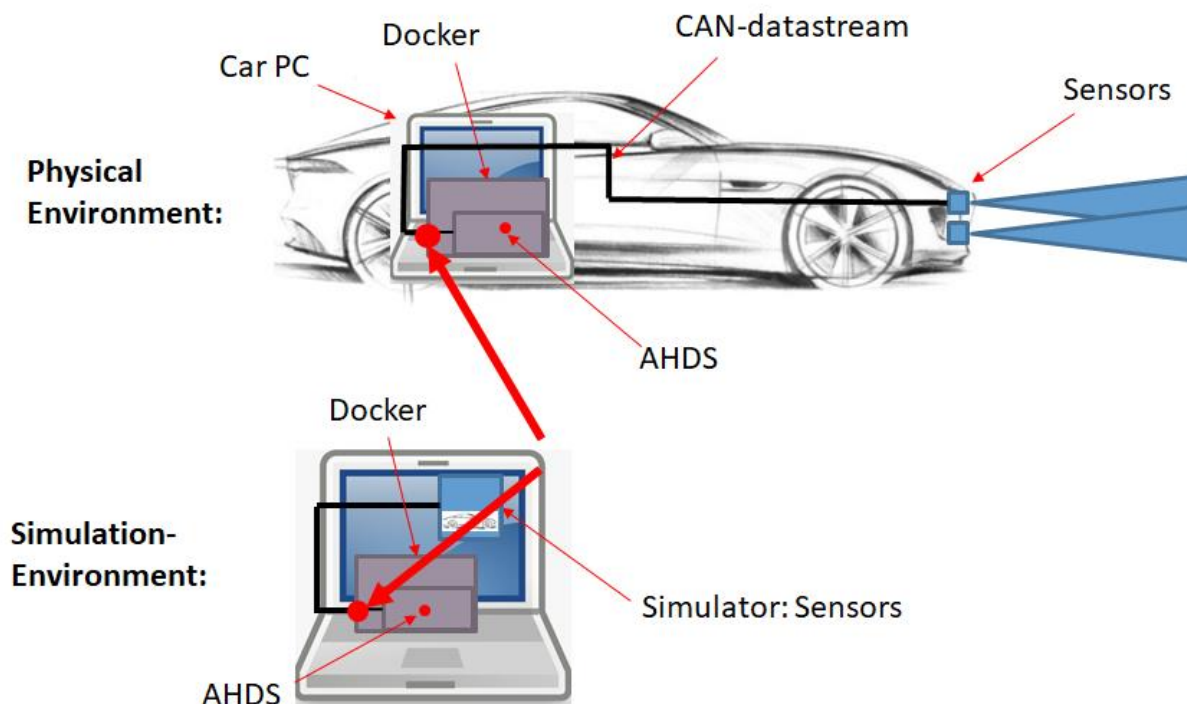 Docker
CAN-datastream
Car PC
Sensors
Physical
Environment:
AHDS
Docker
Simulation-
Environment:
Simulator: Sensors
AHDS